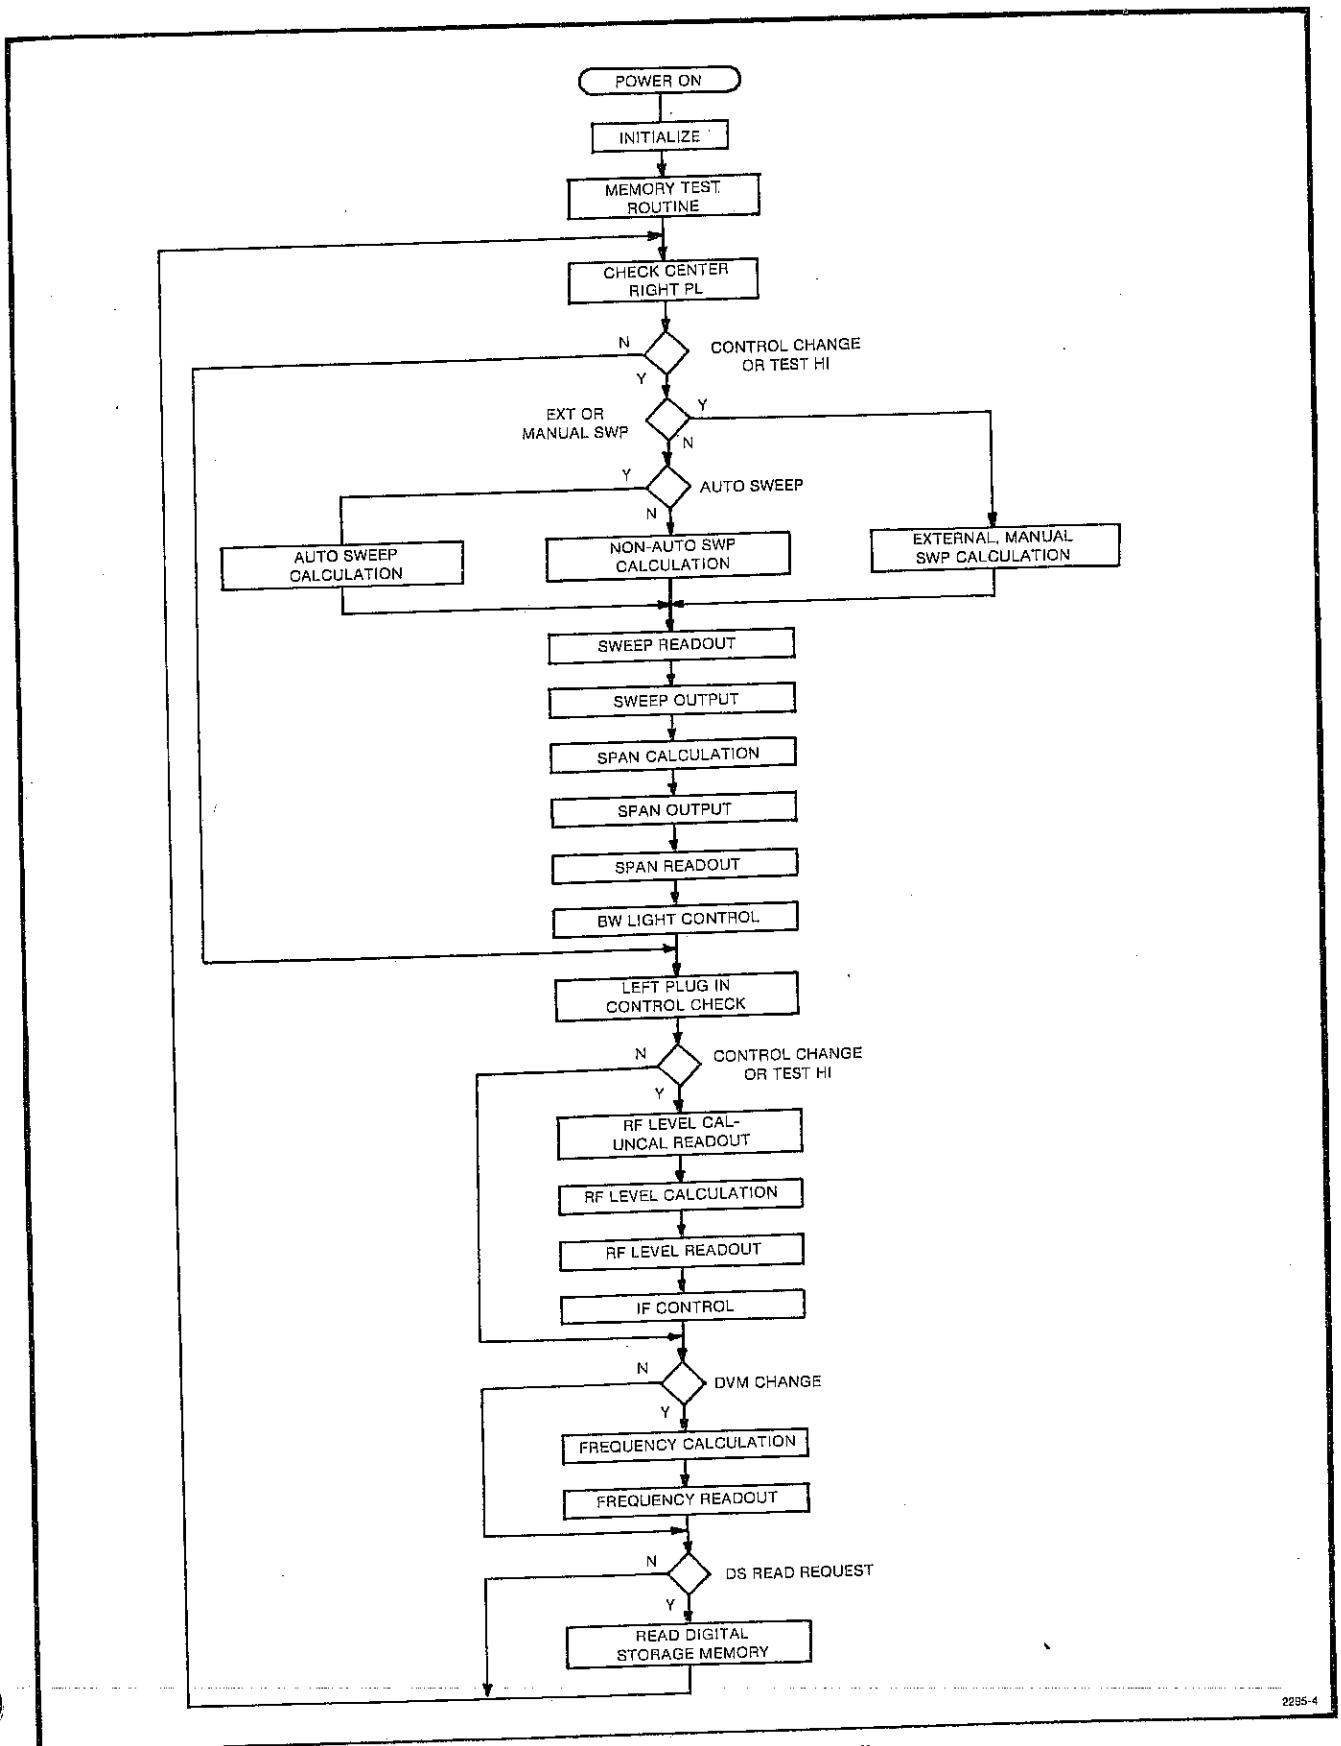 POWER ON
INITIALIZE
MEMORY TEST
ROUTINE
CHECK CENTER
RIGHT PL
N
CONTROL CHANGE
OR TEST HI
Y
EXT OR
MANUAL SWP
Y
N
Y
AUTO SWEEP
N
AUTO SWEEP
CALCULATION
NON-AUTO SWP
CALCULATION
EXTERNAL, MANUAL
SWP CALCULATION
SWEEP READOUT
SWEEP OUTPUT
SPAN CALCULATION
SPAN OUTPUT
SPAN READOUT
BW LIGHT CONTROL
LEFT PLUG IN
CONTROL CHECK
N
CONTROL CHANGE
OR TEST HI
Y
RF LEVEL CAL-
UNCAL READOUT
RF LEVEL CALCULATION
RF LEVEL READOUT
IF CONTROL
N
DVM CHANGE
Y
FREQUENCY CALCULATION
FREQUENCY READOUT
N
DS READ REQUEST
Y
READ DIGITAL
STORAGE MEMORY
2295-4